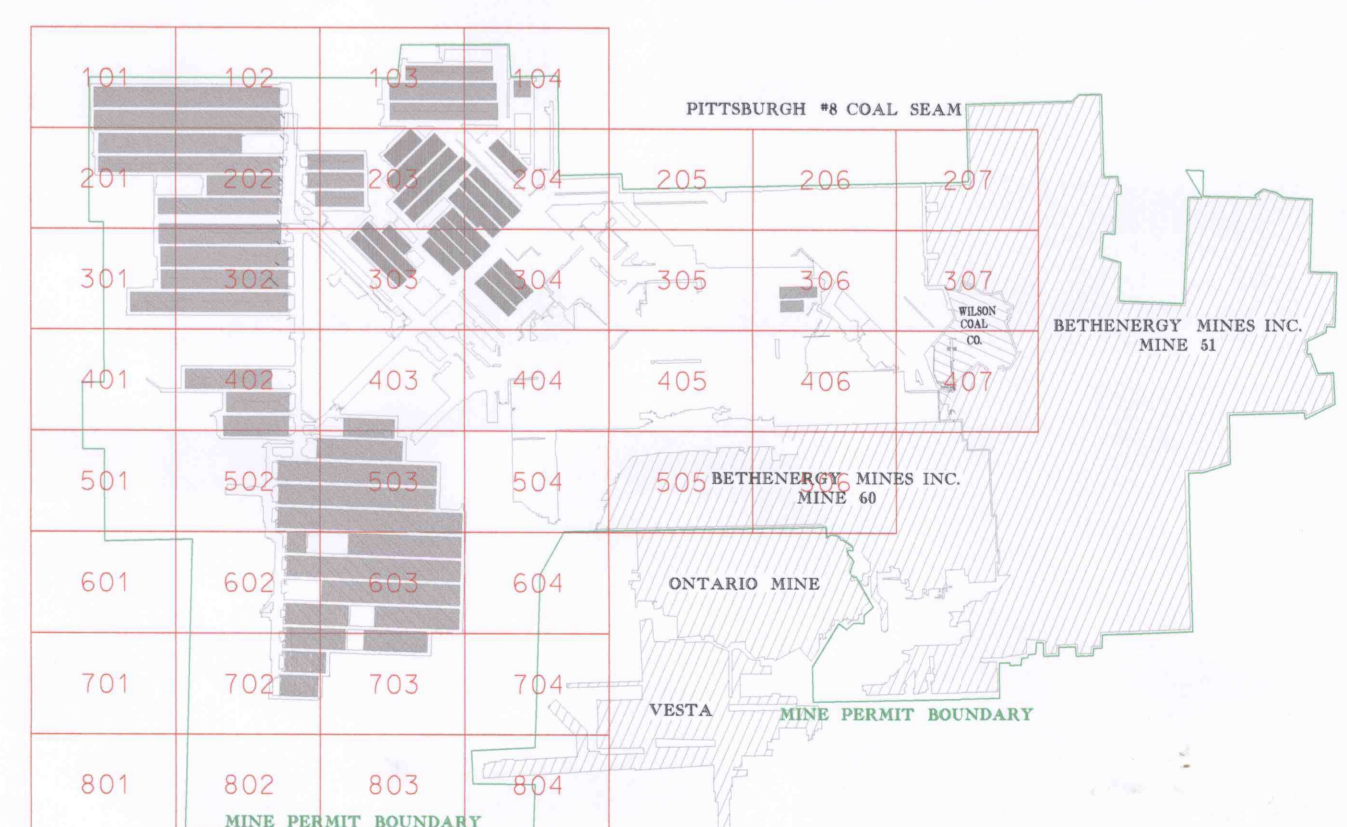 101 102 103 104
PITTSBURGH #8 COAL SEAM
201 202 203 204 205 206 207
301 302 303 304 305 306 307
WILSON
COAL
CO.
BETHENERGY MINES INC.
MINE 51
401 402 403 404 405 406 407
501 502 503 504 505 506
BETHENERGY MINES INC.
MINE 60
601 602 603 604
ONTARIO MINE
701 702 703 704
VESTA
MINE PERMIT BOUNDARY
801 802 803 804
MINE PERMIT BOUNDARY